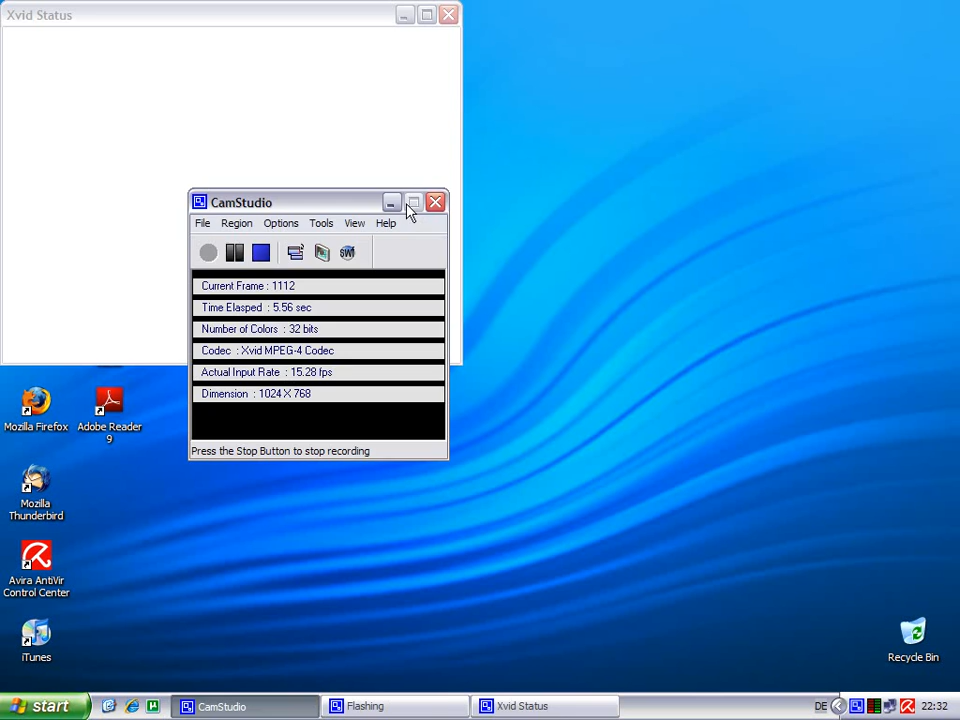 Xvid Status
CamStudio
File Region Options Tools View Help
SWF
Current Frame : 1112
Time Elasped : 5.56 sec
Number of Colors : 32 bits
Codec : Xvid MPEG-4 Codec
Actual Input Rate : 15.28 fps
Dimension : 1024 X 768
Press the Stop Button to stop recording
Mozilla Firefox
Adobe Reader
9
Mozilla
Thunderbird
Avira AntiVir
Control Center
iTunes
Recycle Bin
start
CamStudio
Flashing
Xvid Status
DE
22:32